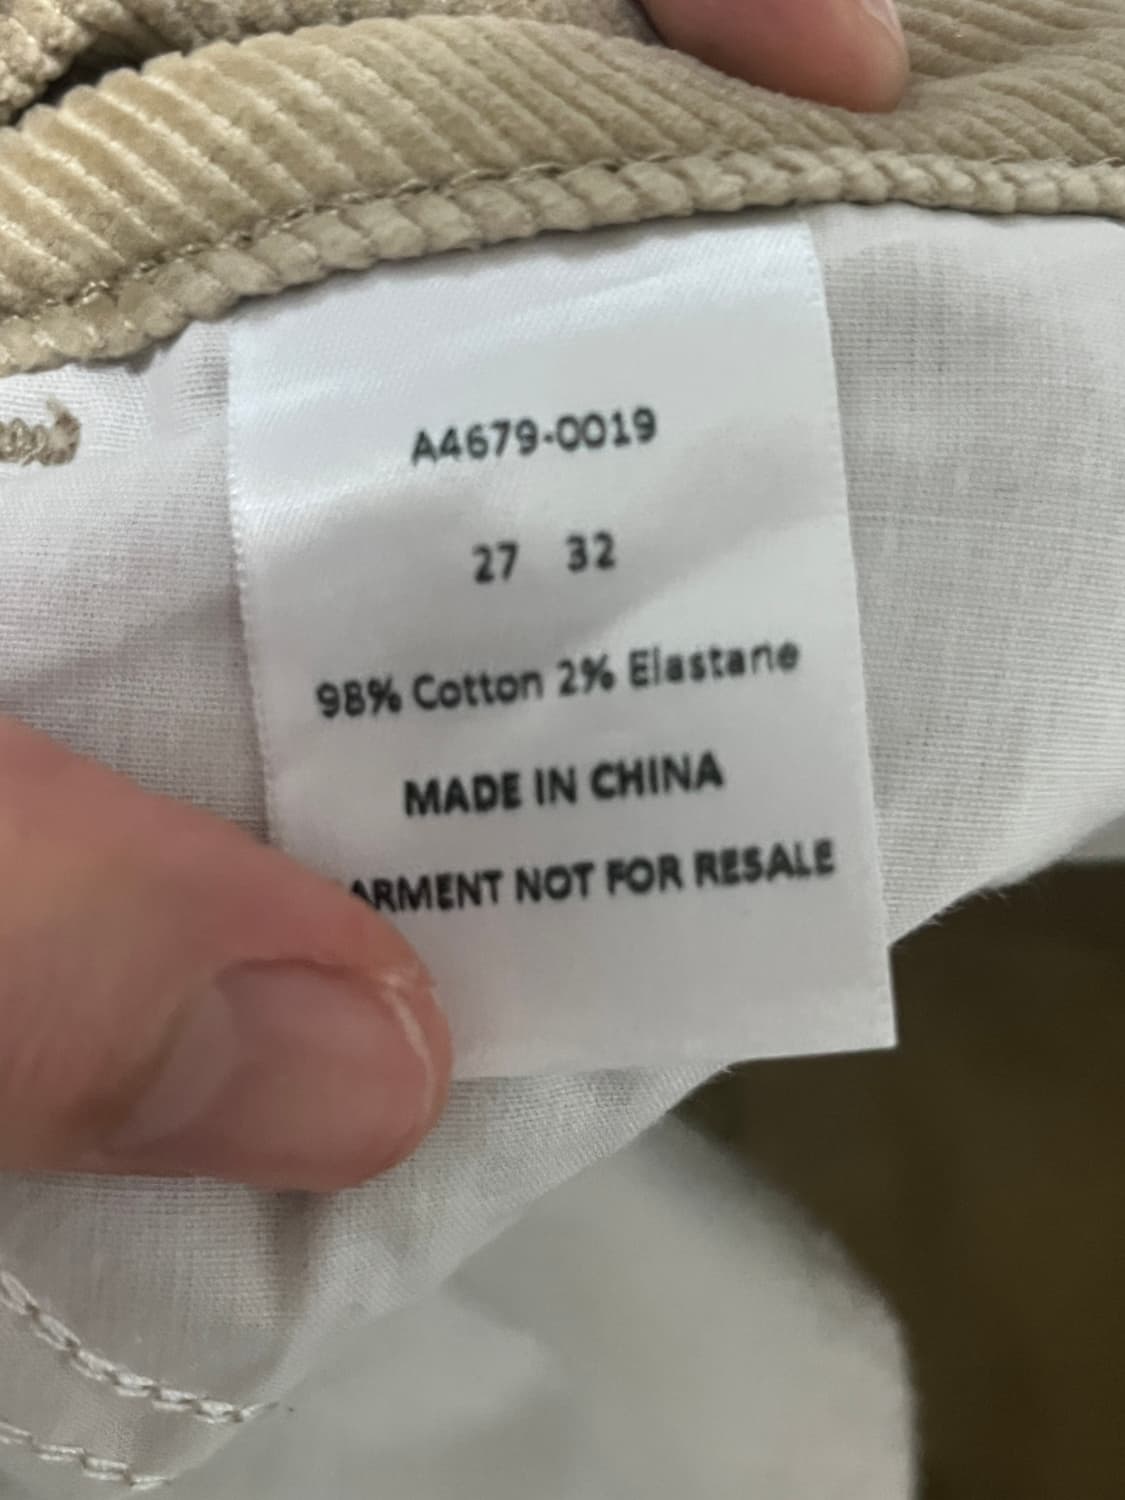 A4679-0019
27 32
98% Cotton 2% Elastane
MADE IN CHINA
ARMENT NOT FOR RESALE